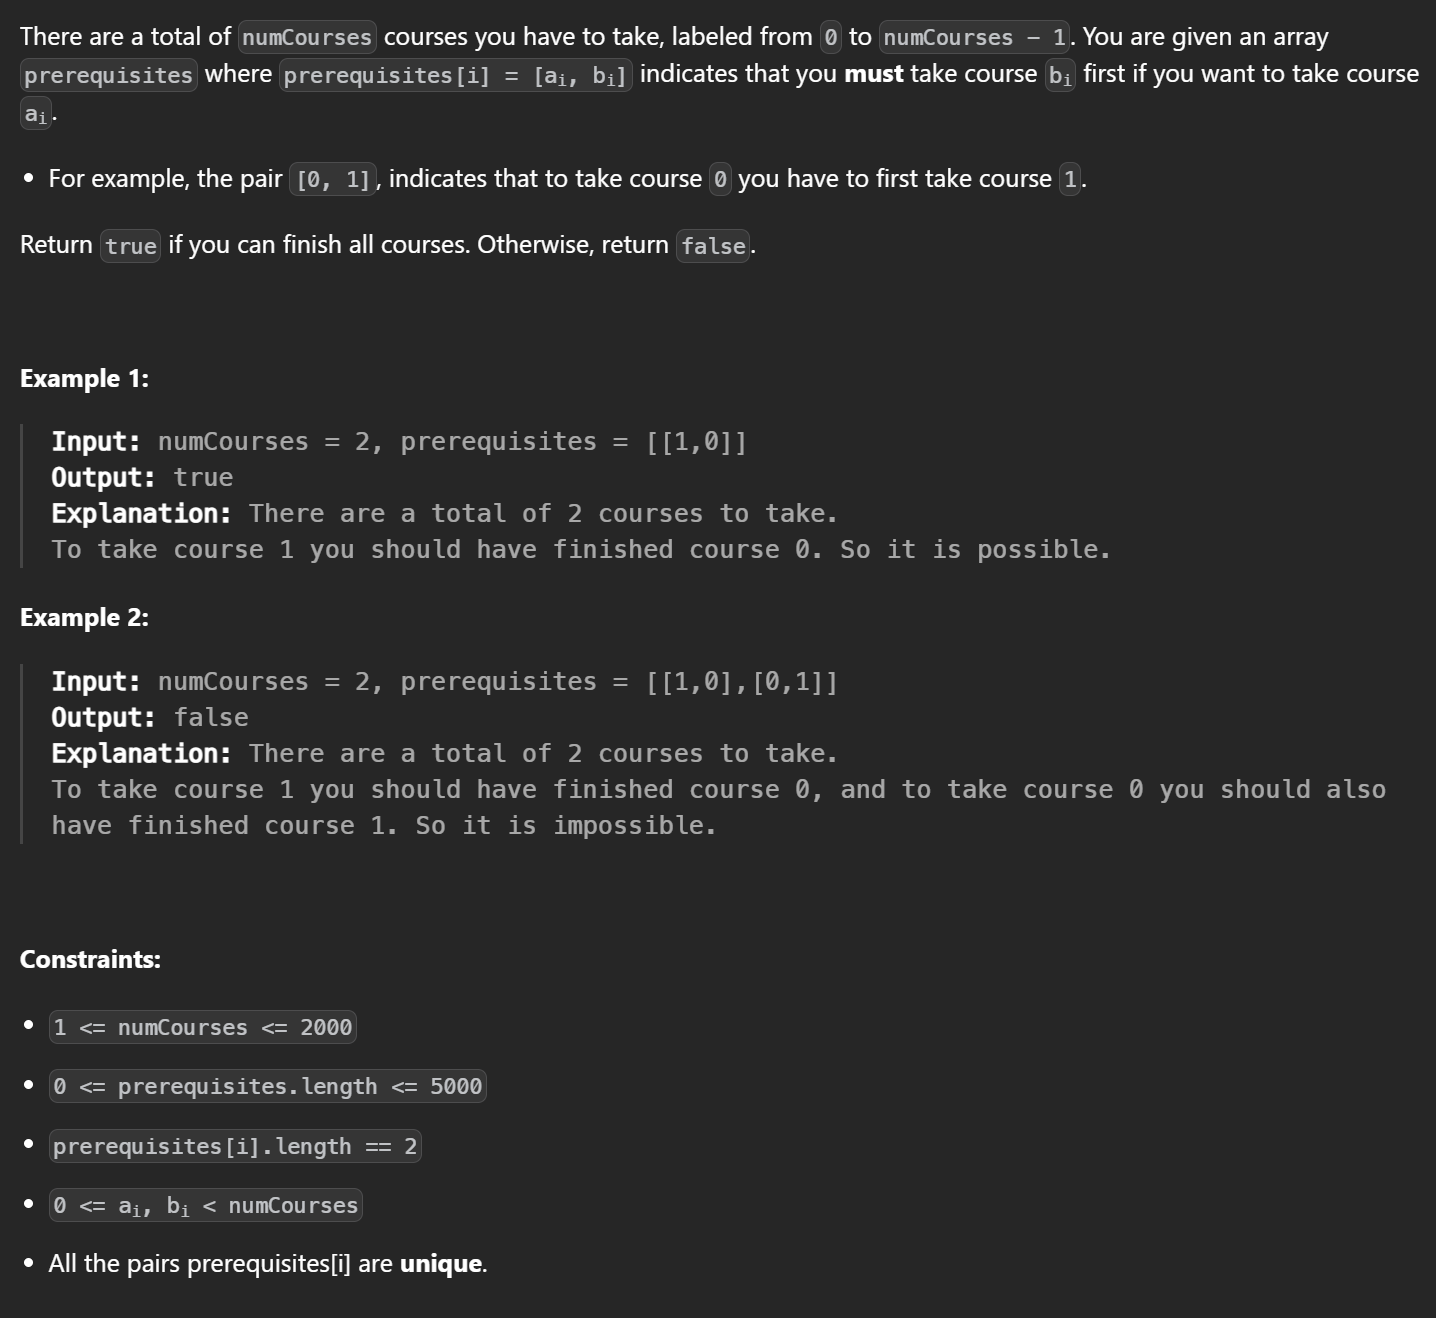 There are a total of numCourses courses you have to take, labeled from 0 to numCourses - 1. You are given an array
prerequisites where prerequisites[i] = [aᵢ, bᵢ] indicates that you must take course bᵢ first if you want to take course
aᵢ.
• For example, the pair [0, 1], indicates that to take course 0 you have to first take course 1.
Return true if you can finish all courses. Otherwise, return false.
Example 1:
Input: numCourses = 2, prerequisites = [[1,0]]
Output: true
Explanation: There are a total of 2 courses to take.
To take course 1 you should have finished course 0. So it is possible.
Example 2:
Input: numCourses = 2, prerequisites = [[1,0],[0,1]]
Output: false
Explanation: There are a total of 2 courses to take.
To take course 1 you should have finished course 0, and to take course 0 you should also
have finished course 1. So it is impossible.
Constraints:
• 1 <= numCourses <= 2000
• 0 <= prerequisites.length <= 5000
• prerequisites[i].length == 2
• 0 <= aᵢ, bᵢ < numCourses
• All the pairs prerequisites[i] are unique.